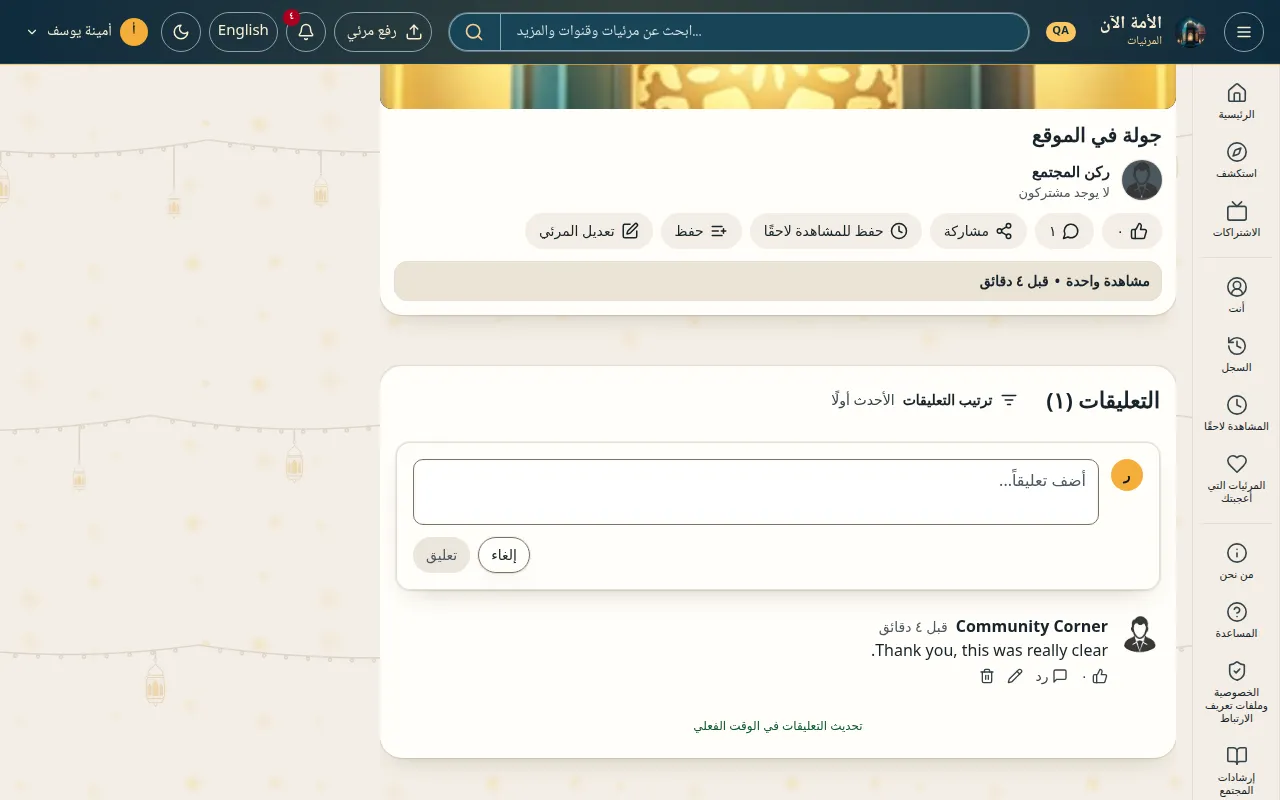 الأمة الآن
المرئيات
QA
ابحث عن مرئيات وقنوات والمزيد...
رفع مرئي
٤
English
أ
أمينة يوسف
الرئيسية
استكشف
الاشتراكات
أنت
السجل
المشاهدة لاحقًا
المرئيات التي
أعجبتك
من نحن
المساعدة
الخصوصية
وملفات تعريف
الارتباط
إرشادات
المجتمع
جولة في الموقع
ركن المجتمع
لا يوجد مشتركون
٠
١
مشاركة
حفظ للمشاهدة لاحقًا
حفظ
تعديل المرئي
مشاهدة واحدة • قبل ٤ دقائق
التعليقات (١)
ترتيب التعليقات الأحدث أولًا
ر
أضف تعليقاً...
إلغاء
تعليق
Community Corner قبل ٤ دقائق
Thank you, this was really clear.
٠
رد
تحديث التعليقات في الوقت الفعلي